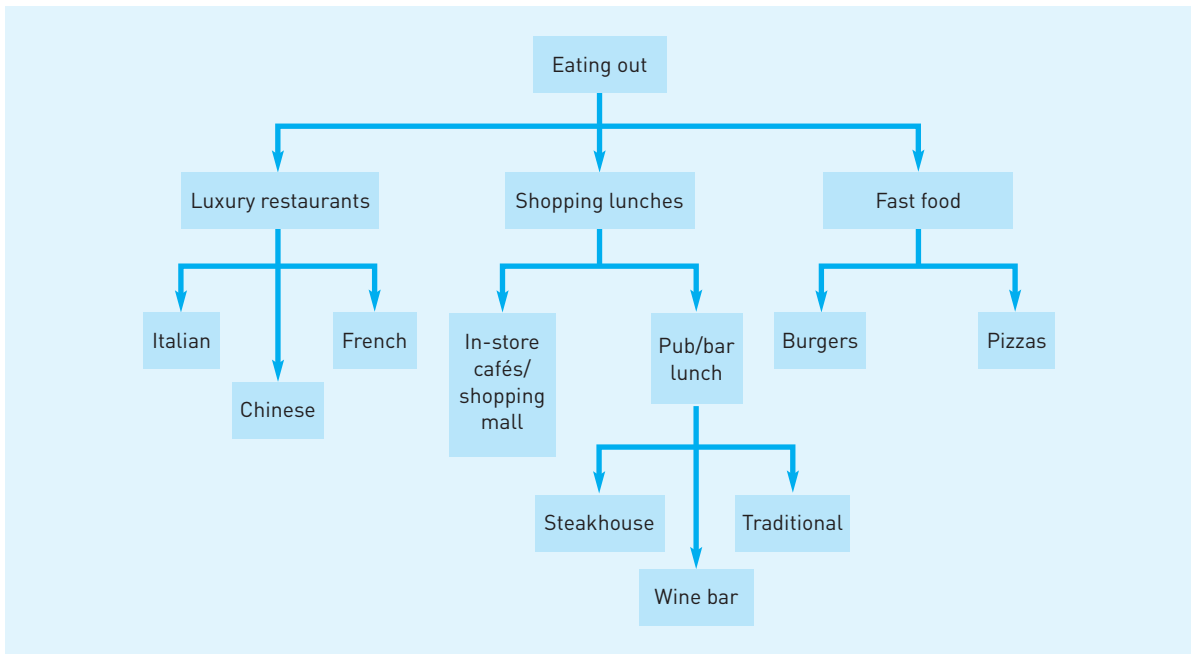 Eating out
Luxury restaurants
Shopping lunches
Fast food
Italian
Chinese
French
In-store
cafés/
shopping
mall
Pub/bar
lunch
Burgers
Pizzas
Steakhouse
Wine bar
Traditional